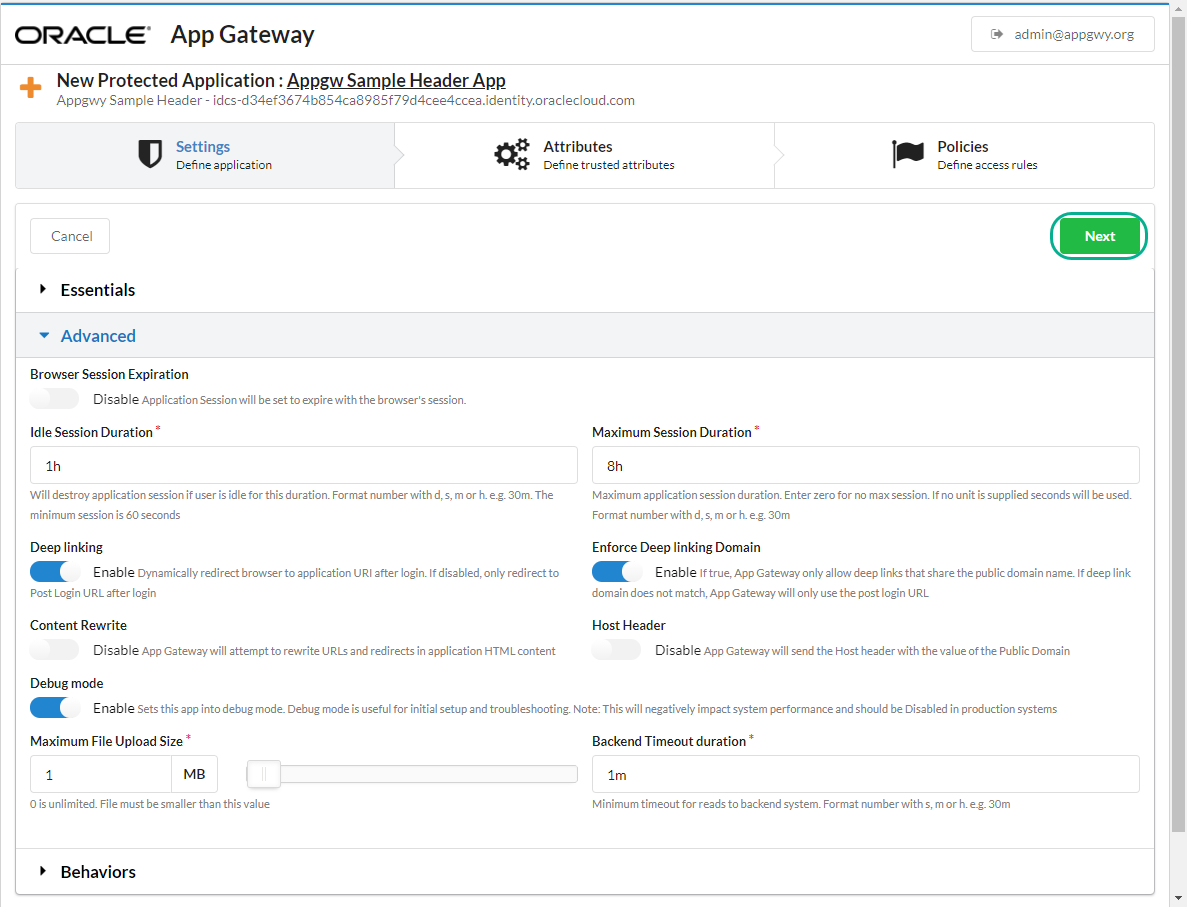 ORACLE® App Gateway
admin@appgwy.org
New Protected Application : Appgw Sample Header App
Appgwy Sample Header - idcs-d34ef3674b854ca8985f79d4cee4ccea.identity.oraclecloud.com
Settings
Define application
Attributes
Define trusted attributes
Policies
Define access rules
Cancel
Next
Essentials
Advanced
Browser Session Expiration
Disable Application Session will be set to expire with the browser's session.
Idle Session Duration *
1h
Will destroy application session if user is idle for this duration. Format number with d, s, m or h. e.g. 30m. The
minimum session is 60 seconds
Maximum Session Duration *
8h
Maximum application session duration. Enter zero for no max session. If no unit is supplied seconds will be used.
Format number with d, s, m or h. e.g. 30m
Deep linking
Enable Dynamically redirect browser to application URI after login. If disabled, only redirect to
Post Login URL after login
Enforce Deep linking Domain
Enable If true, App Gateway only allow deep links that share the public domain name. If deep link
domain does not match, App Gateway will only use the post login URL
Content Rewrite
Disable App Gateway will attempt to rewrite URLs and redirects in application HTML content
Host Header
Disable App Gateway will send the Host header with the value of the Public Domain
Debug mode
Enable Sets this app into debug mode. Debug mode is useful for initial setup and troubleshooting. Note: This will negatively impact system performance and should be Disabled in production systems
Maximum File Upload Size *
1 MB
0 is unlimited. File must be smaller than this value
Backend Timeout duration *
1m
Minimum timeout for reads to backend system. Format number with s, m or h. e.g. 30m
Behaviors